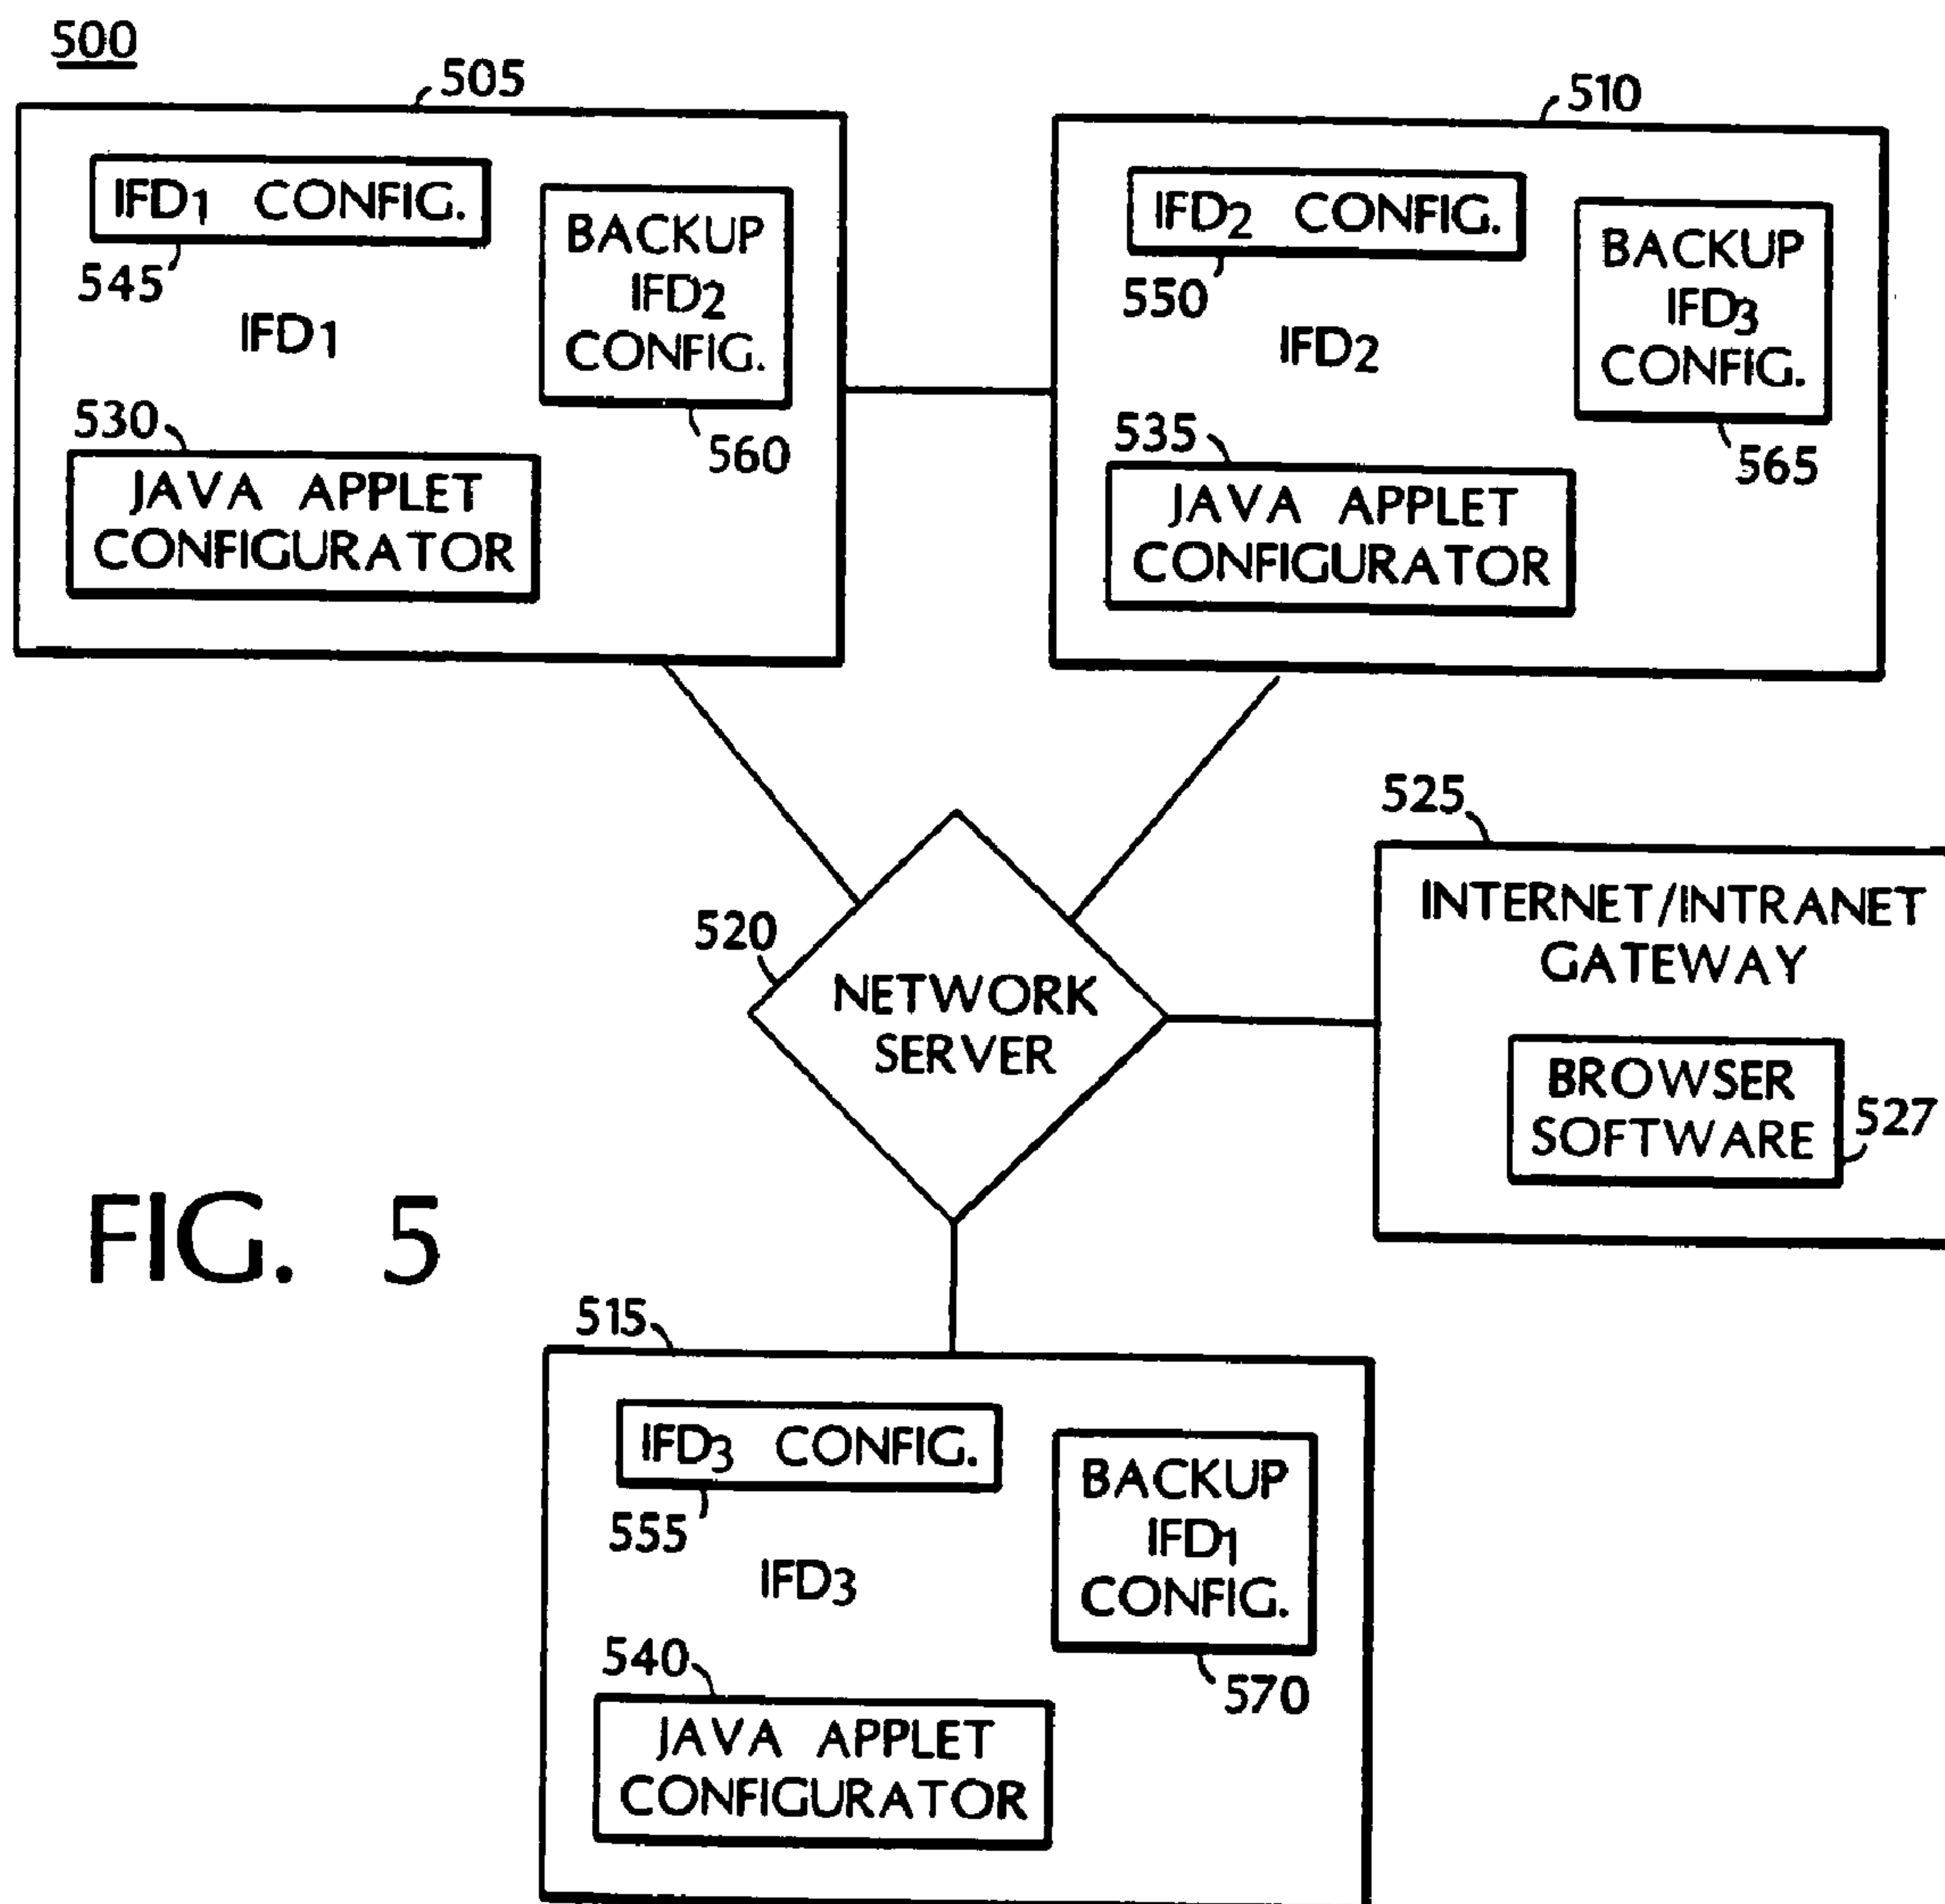 500
505
IFD1 CONFIG.
545
IFD1
BACKUP
IFD2
CONFIG.
560
530
JAVA APPLET
CONFIGURATOR
510
IFD2 CONFIG.
550
IFD2
BACKUP
IFD3
CONFIG.
565
535
JAVA APPLET
CONFIGURATOR
520
NETWORK
SERVER
525
INTERNET/INTRANET
GATEWAY
BROWSER
SOFTWARE
527
FIG. 5
515
IFD3 CONFIG.
555
IFD3
BACKUP
IFD1
CONFIG.
570
540
JAVA APPLET
CONFIGURATOR